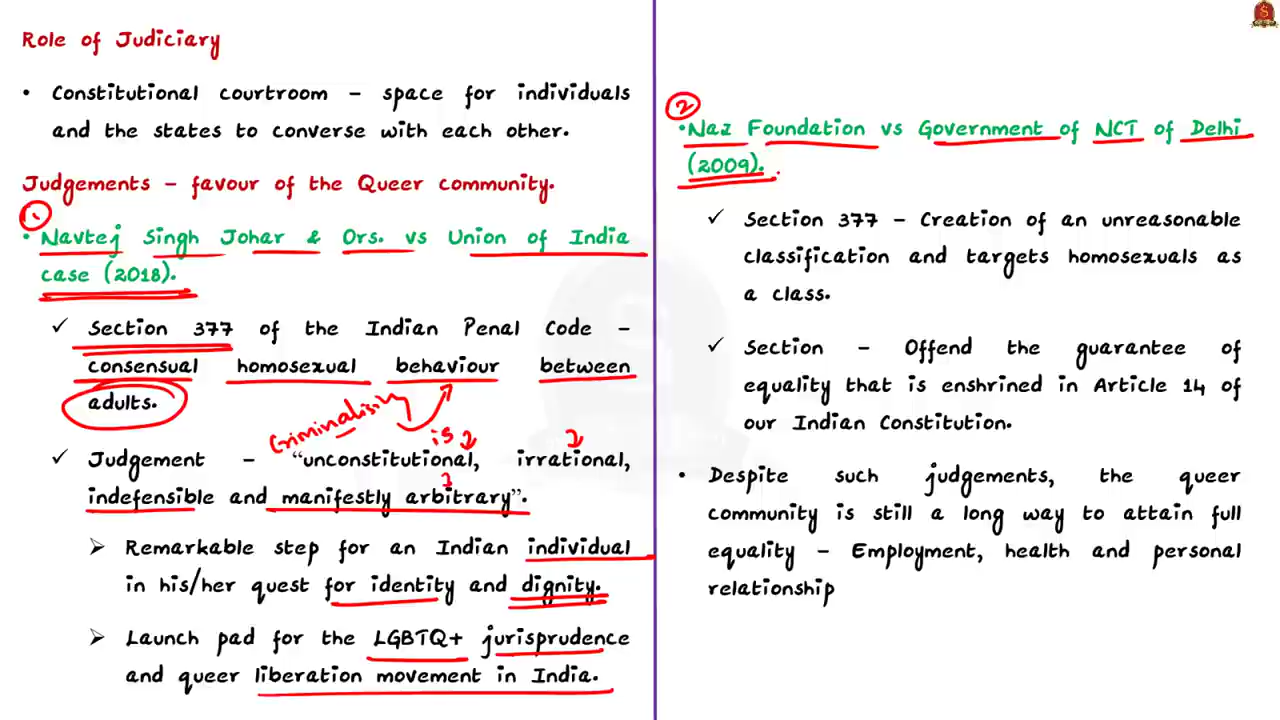 Role of Judiciary
• Constitutional courtroom – space for individuals
and the states to converse with each other.
Judgements – favour of the Queer community.
1
• Navtej Singh Johar & Ors. vs Union of India
case (2018).
✓ Section 377 of the Indian Penal Code –
consensual homosexual behaviour between
adults.
Criminalising is
✓ Judgement – “unconstitutional, irrational,
indefensible and manifestly arbitrary”.
➢ Remarkable step for an Indian individual
in his/her quest for identity and dignity.
➢ Launch pad for the LGBTQ+ jurisprudence
and queer liberation movement in India.
2
• Naz Foundation vs Government of NCT of Delhi
(2009).
✓ Section 377 – Creation of an unreasonable
classification and targets homosexuals as
a class.
✓ Section – Offend the guarantee of
equality that is enshrined in Article 14 of
our Indian Constitution.
• Despite such judgements, the queer
community is still a long way to attain full
equality – Employment, health and personal
relationship